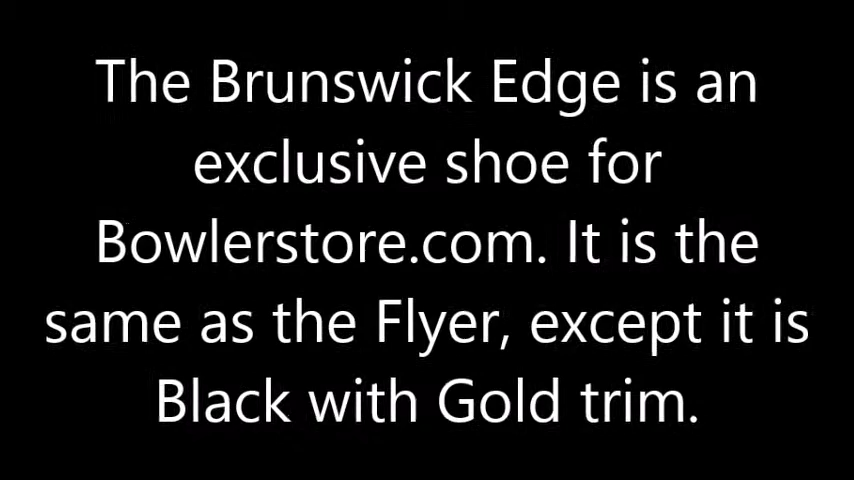 The Brunswick Edge is an
exclusive shoe for
Bowlerstore.com. It is the
same as the Flyer, except it is
Black with Gold trim.